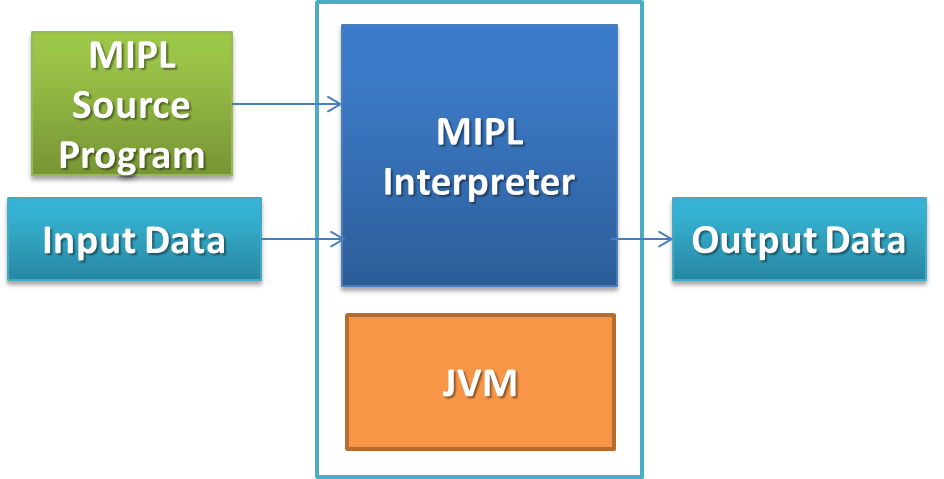 MIPL
Source
Program
MIPL
Interpreter
Input Data
Output Data
JVM